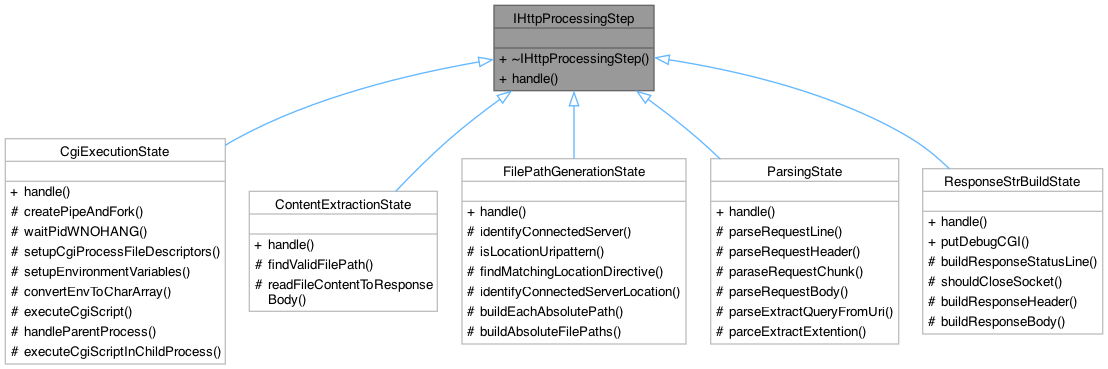 IHttpProcessingStep
+ ~IHttpProcessingStep()
+ handle()
CgiExecutionState
+ handle()
# createPipeAndFork()
# waitPidWNOHANG()
# setupCgiProcessFileDescriptors()
# setupEnvironmentVariables()
# convertEnvToCharArray()
# executeCgiScript()
# handleParentProcess()
# executeCgiScriptInChildProcess()
ContentExtractionState
+ handle()
# findValidFilePath()
# readFileContentToResponse
Body()
FilePathGenerationState
+ handle()
# identifyConnectedServer()
# isLocationUripattern()
# findMatchingLocationDirective()
# identifyConnectedServerLocation()
# buildEachAbsolutePath()
# buildAbsoluteFilePaths()
ParsingState
+ handle()
# parseRequestLine()
# parseRequestHeader()
# paraseRequestChunk()
# parseRequestBody()
# parseExtractQueryFromUri()
# parceExtractExtention()
ResponseStrBuildState
+ handle()
+ putDebugCGI()
# buildResponseStatusLine()
# shouldCloseSocket()
# buildResponseHeader()
# buildResponseBody()